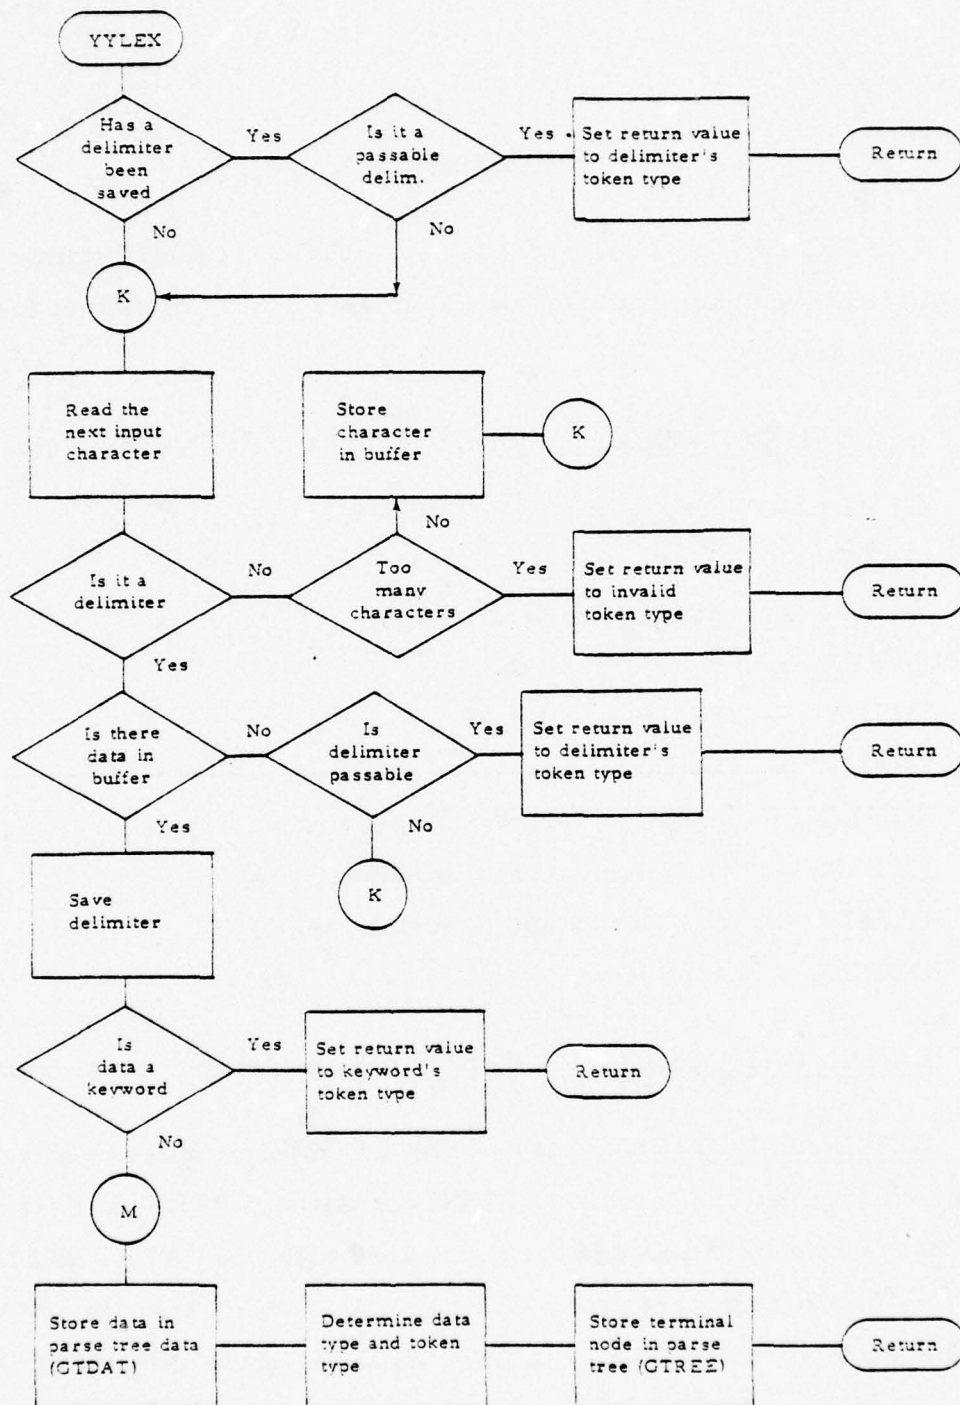 YYLEX
Has a
delimiter
been
saved
Yes
Is it a
passable
delim.
Yes
Set return value
to delimiter's
token type
Return
No
No
K
Read the
next input
character
Store
character
in buffer
K
No
Is it a
delimiter
No
Too
many
characters
Yes
Set return value
to invalid
token type
Return
Yes
Is there
data in
buffer
No
Is
delimiter
passable
Yes
Set return value
to delimiter's
token type
Return
Yes
No
Save
delimiter
K
Is
data a
keyword
Yes
Set return value
to keyword's
token type
Return
No
M
Store data in
parse tree data
(GTDAT)
Determine data
type and token
type
Store terminal
node in parse
tree (GTREE)
Return